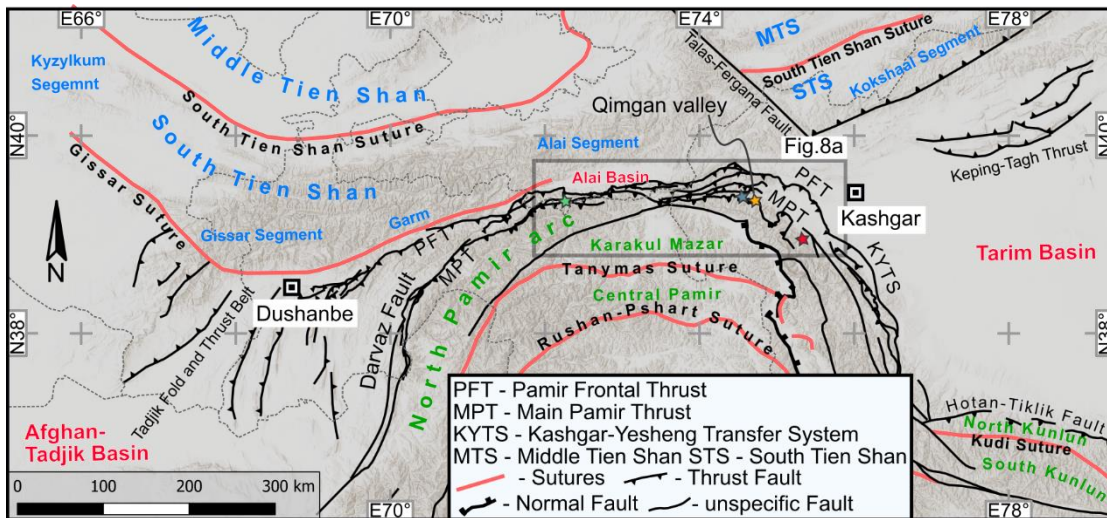 E66°
E70°
E74°
E78°
Middle Tien Shan
MTS
South Tien Shan Suture
STS
Kokshaal Segment
Talas-Fergana Fault
Kyzylkum
Segemnt
South Tien Shan Suture
Qimgan valley
N40°
N40°
South Tien Shan
Alai Segment
Fig.8a
Keping-Tagh Thrust
Gissar Suture
Alai Basin
PFT
MPT
Kashgar
Garm
Gissar Segment
PFT
MPT
North Pamir arc
Karakul Mazar
KYTS
Tarim Basin
N
Tanymas Suture
Dushanbe
Central Pamir
Darvaz Fault
Rushan-Pshart Suture
N38°
N38°
Tadjik Fold and Thrust Belt
Afghan-
Tadjik Basin
Hotan-Tiklik Fault
North Kunlun
Kudi Suture
South Kunlun
PFT - Pamir Frontal Thrust
MPT - Main Pamir Thrust
KYTS - Kashgar-Yesheng Transfer System
MTS - Middle Tien Shan STS - South Tien Shan
- Sutures - Thrust Fault
- Normal Fault - unspecific Fault
0 100 200 300 km
E70°
E78°